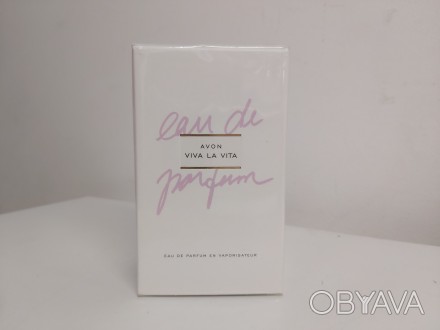 eau de
AVON
VIVA LA VITA
parfum
EAU DE PARFUM EN VAPORISATEUR
OBYAVA